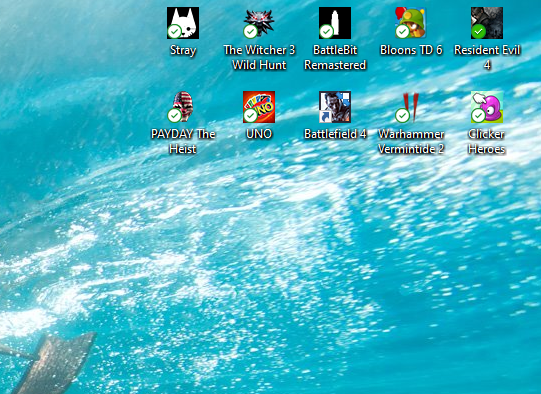 Stray
The Witcher 3
Wild Hunt
BattleBit
Remastered
Bloons TD 6
Resident Evil
4
PAYDAY The
Heist
UNO
UNO
Battlefield 4
Warhammer
Vermintide 2
Clicker
Heroes